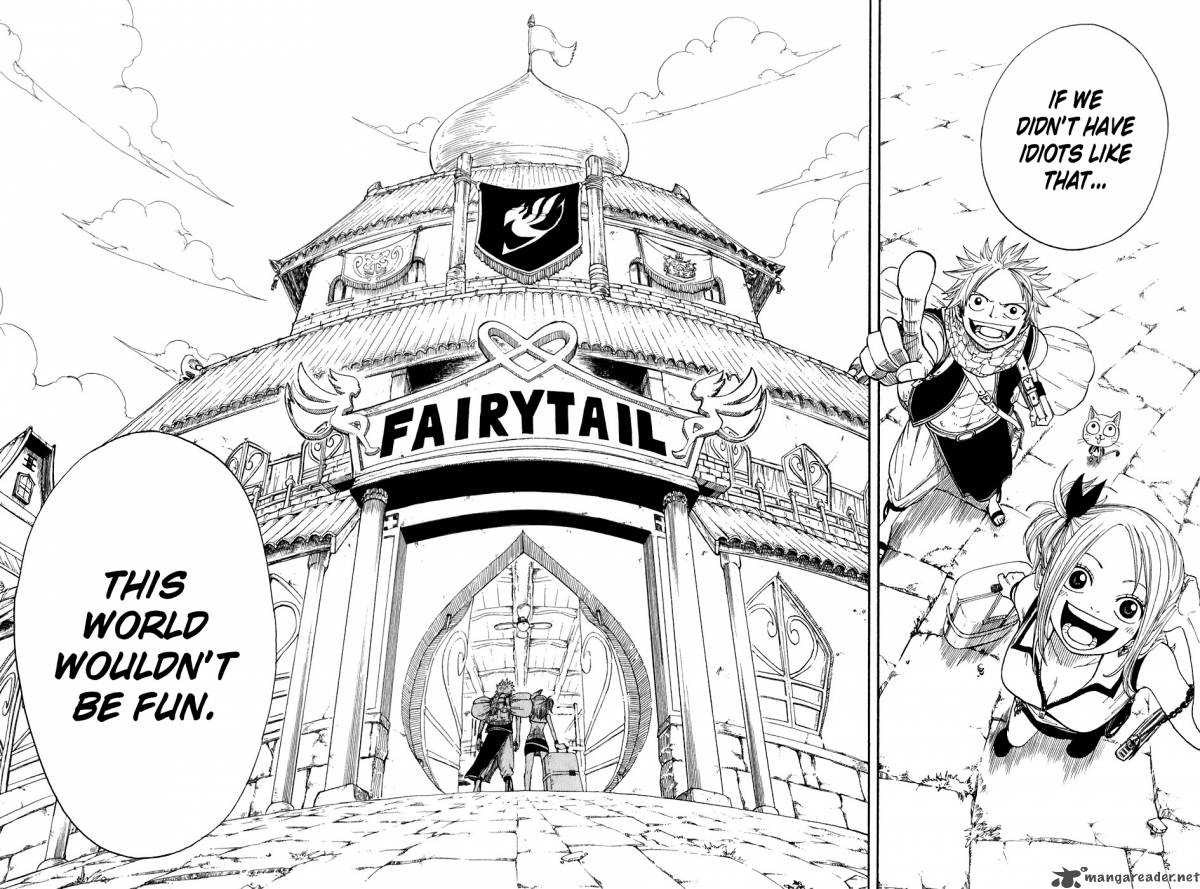 IF WE
DIDN'T HAVE
IDIOTS LIKE
THAT...
FAIRYTAIL
THIS
WORLD
WOULDN'T
BE FUN.
mangareader.net